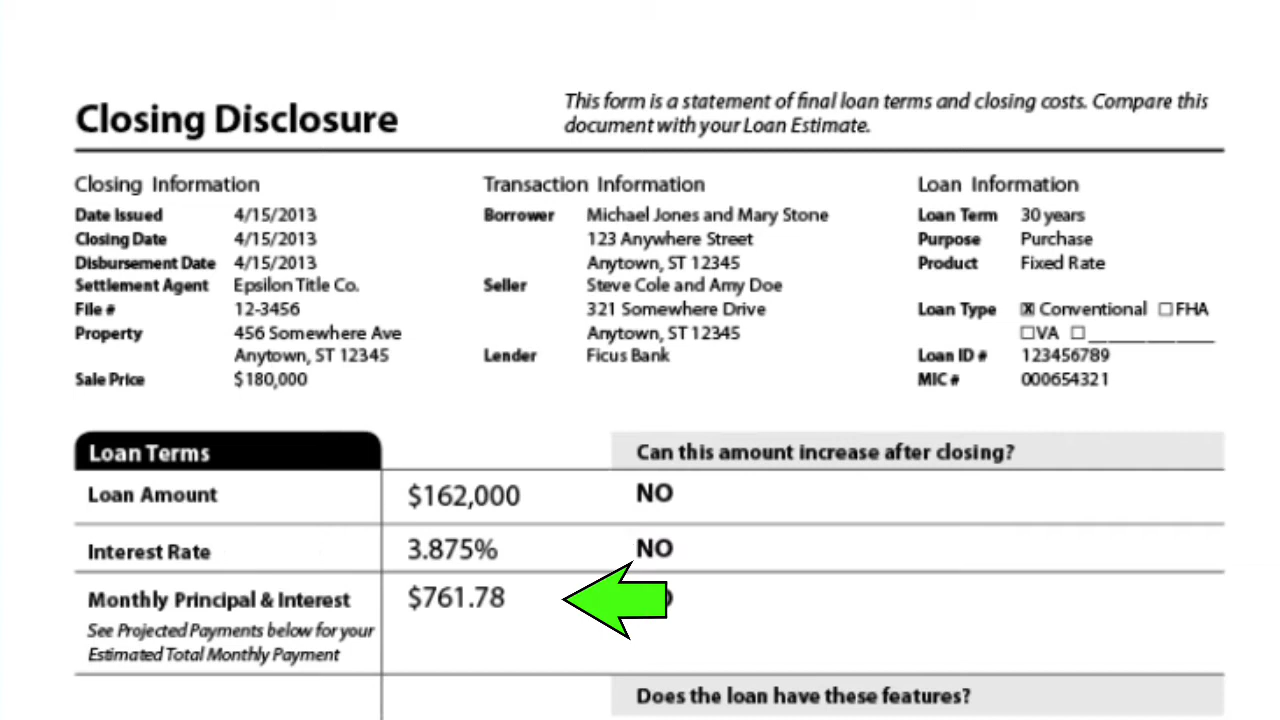 Closing Disclosure
This form is a statement of final loan terms and closing costs. Compare this
document with your Loan Estimate.
Closing Information
Date Issued 4/15/2013
Closing Date 4/15/2013
Disbursement Date 4/15/2013
Settlement Agent Epsilon Title Co.
File # 12-3456
Property 456 Somewhere Ave
Anytown, ST 12345
Sale Price $180,000
Transaction Information
Borrower Michael Jones and Mary Stone
123 Anywhere Street
Anytown, ST 12345
Seller Steve Cole and Amy Doe
321 Somewhere Drive
Anytown, ST 12345
Lender Ficus Bank
Loan Information
Loan Term 30 years
Purpose Purchase
Product Fixed Rate
Loan Type ☒ Conventional ☐ FHA
☐ VA ☐ ______________
Loan ID # 123456789
MIC # 000654321
Loan Terms Can this amount increase after closing?
Loan Amount $162,000 NO
Interest Rate 3.875% NO
Monthly Principal & Interest $761.78
See Projected Payments below for your
Estimated Total Monthly Payment
Does the loan have these features?